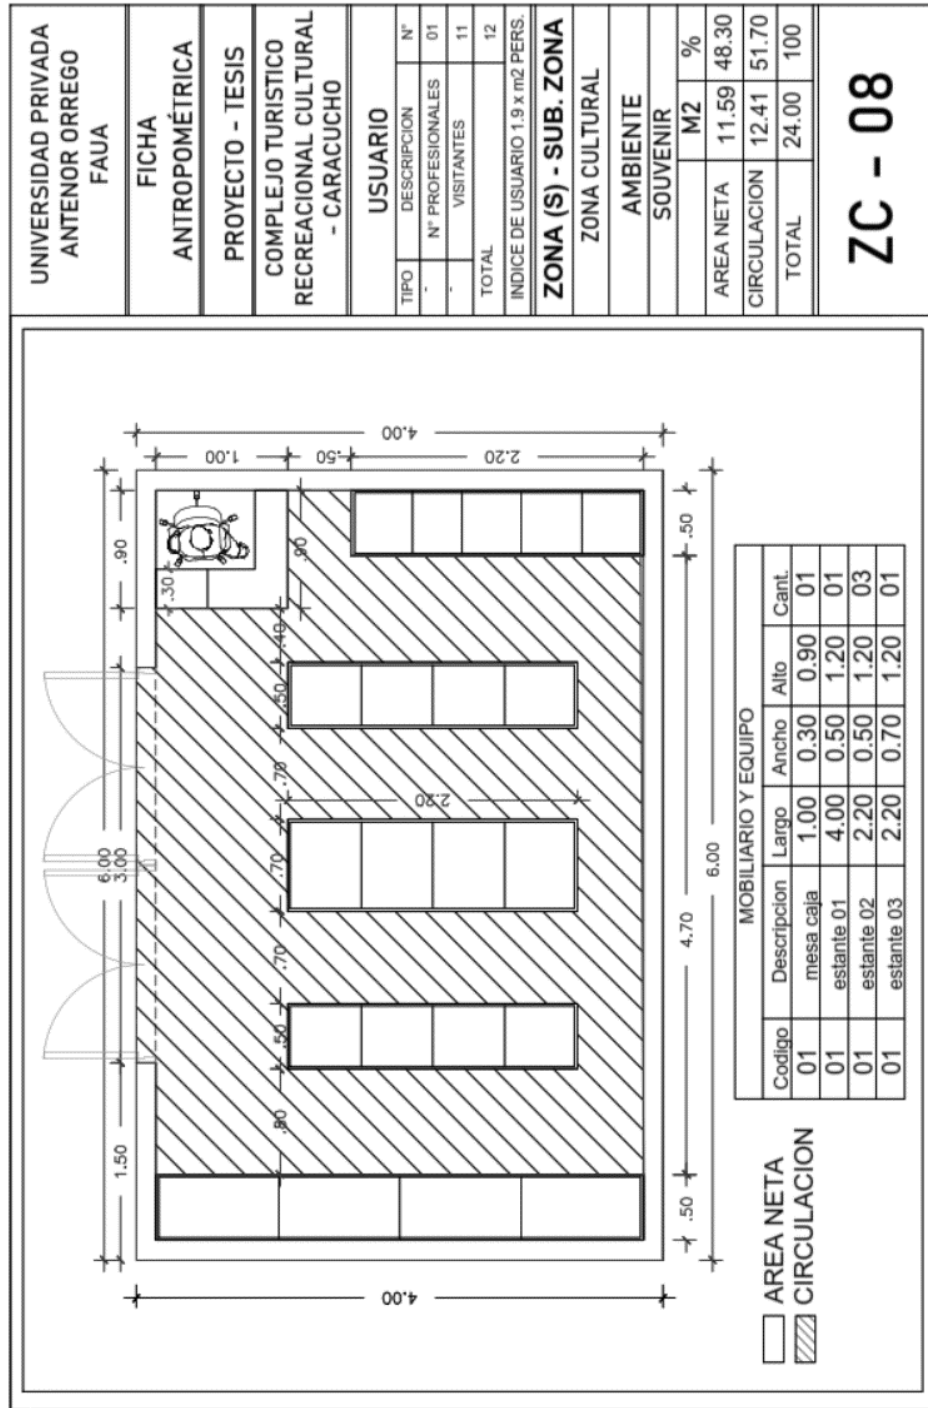 UNIVERSIDAD PRIVADA
ANTENOR ORREGO
FAUA
FICHA
ANTROPOMÉTRICA
PROYECTO - TESIS
COMPLEJO TURISTICO
RECREACIONAL CULTURAL
- CARACUCHO
USUARIO
TIPO DESCRIPCION N°
- N° PROFESIONALES 01
- VISITANTES 11
TOTAL 12
INDICE DE USUARIO 1.9 x m2 PERS.
ZONA (S) - SUB. ZONA
ZONA CULTURAL
AMBIENTE
SOUVENIR
M2 %
AREA NETA 11.59 48.30
CIRCULACION 12.41 51.70
TOTAL 24.00 100
ZC - 08
6.00
1.50 3.00 .90
4.00
4.00
1.00
.50
2.20
.30
.90
.80 .50 .70 .70 .70 .50 .40
2.20
.50 4.70 .50
6.00
AREA NETA
CIRCULACION
MOBILIARIO Y EQUIPO
Codigo Descripcion Largo Ancho Alto Cant.
01 mesa caja 1.00 0.30 0.90 01
01 estante 01 4.00 0.50 1.20 01
01 estante 02 2.20 0.50 1.20 03
01 estante 03 2.20 0.70 1.20 01